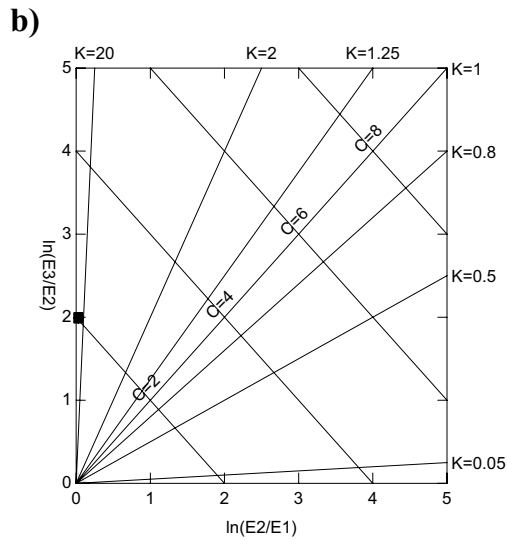 b)
K=20 K=2 K=1.25
5
K=1
C=8
4
K=0.8
C=6
3
ln(E3/E2)
K=0.5
C=4
2
C=2
1
K=0.05
0
0 1 2 3 4 5
ln(E2/E1)